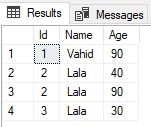 Results Messages
Id Name Age
1 1 Vahid 90
2 2 Lala 40
3 2 Lala 90
4 3 Lala 30